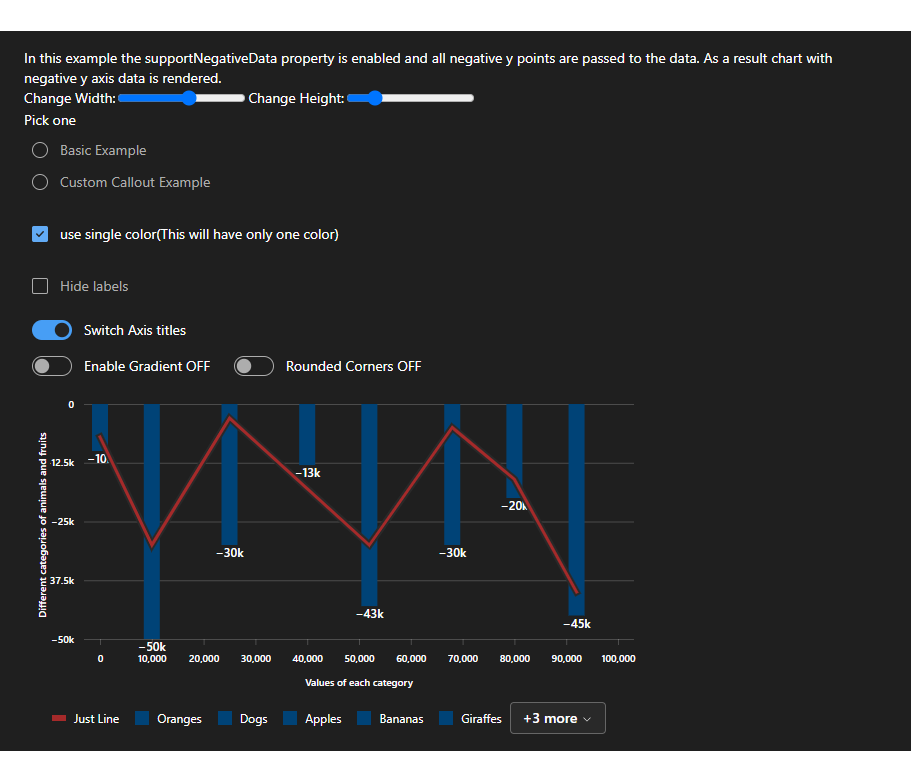 In this example the supportNegativeData property is enabled and all negative y points are passed to the data. As a result chart with
negative y axis data is rendered.
Change Width: Change Height:
Pick one
Basic Example
Custom Callout Example
use single color(This will have only one color)
Hide labels
Switch Axis titles
Enable Gradient OFF Rounded Corners OFF
Different categories of animals and fruits
0
12.5k
−25k
37.5k
−50k
−10
−50k
−30k
−13k
−43k
−30k
−20k
−45k
0 10,000 20,000 30,000 40,000 50,000 60,000 70,000 80,000 90,000 100,000
Values of each category
Just Line Oranges Dogs Apples Bananas Giraffes +3 more